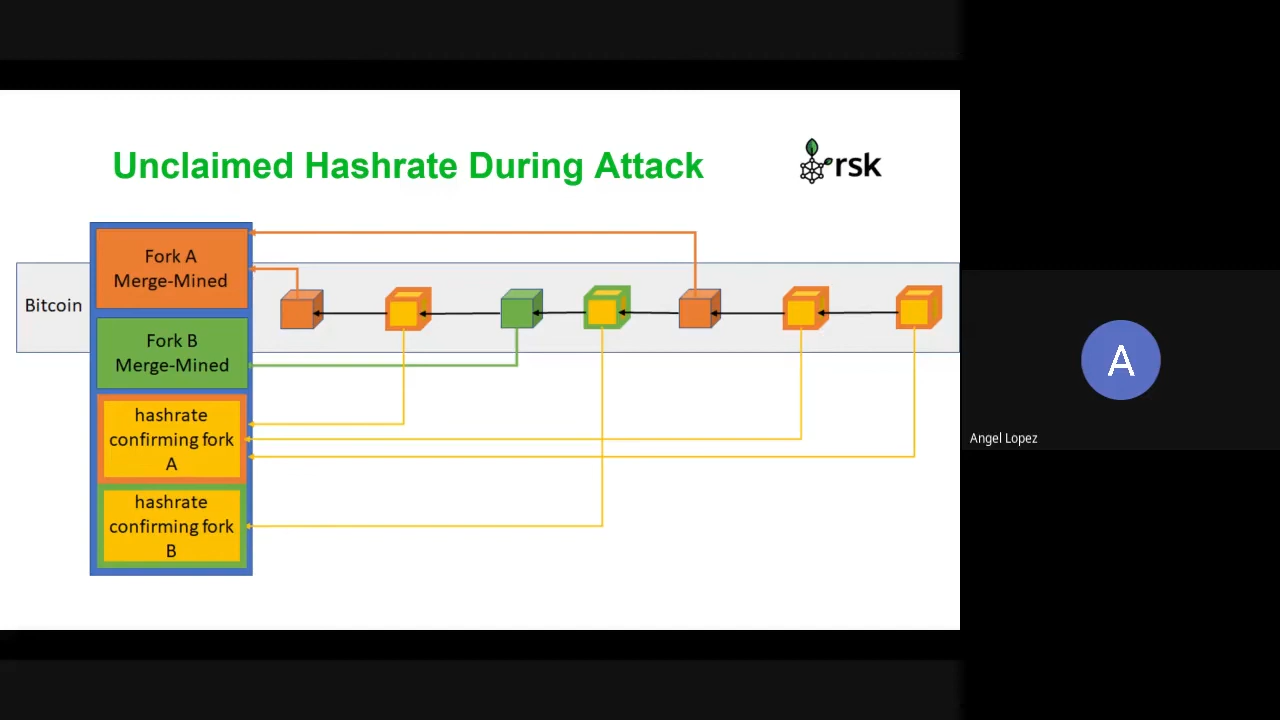 Unclaimed Hashrate During Attack
rsk
Bitcoin
Fork A
Merge-Mined
Fork B
Merge-Mined
hashrate
confirming fork
A
hashrate
confirming fork
B
A
Angel Lopez